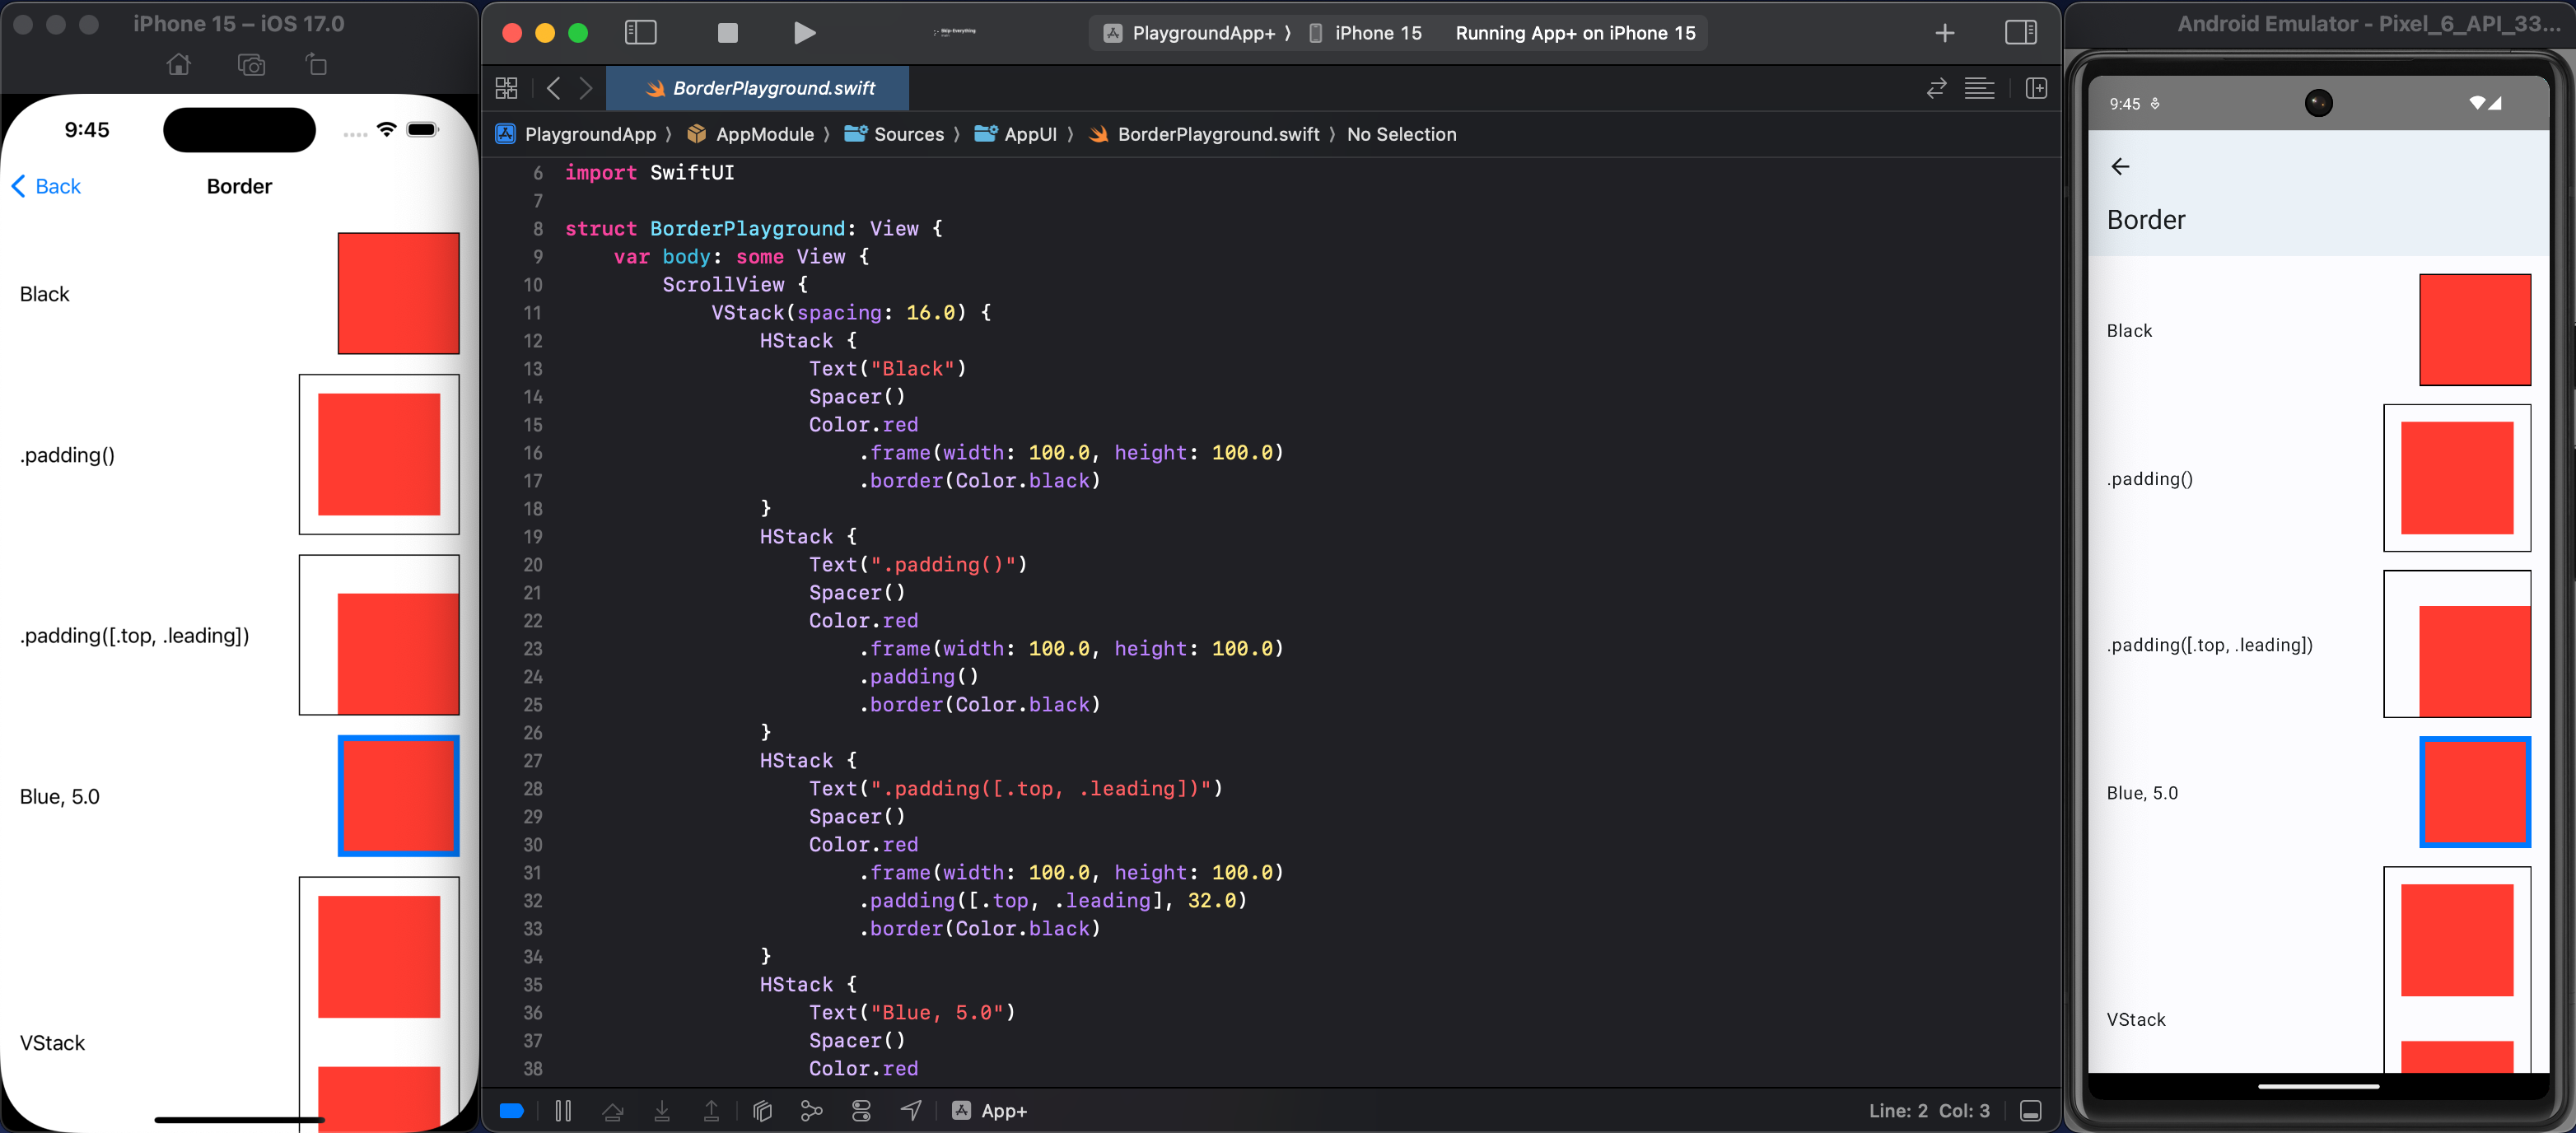 iPhone 15 – iOS 17.0
9:45
Back
Border
Black
.padding()
.padding([.top, .leading])
Blue, 5.0
VStack
Skip-Everything
PlaygroundApp+ ⟩ iPhone 15
Running App+ on iPhone 15
BorderPlayground.swift
PlaygroundApp ⟩ AppModule ⟩ Sources ⟩ AppUI ⟩ BorderPlayground.swift ⟩ No Selection
6 import SwiftUI
7
8 struct BorderPlayground: View {
9     var body: some View {
10         ScrollView {
11             VStack(spacing: 16.0) {
12                 HStack {
13                     Text("Black")
14                     Spacer()
15                     Color.red
16                         .frame(width: 100.0, height: 100.0)
17                         .border(Color.black)
18                 }
19                 HStack {
20                     Text(".padding()")
21                     Spacer()
22                     Color.red
23                         .frame(width: 100.0, height: 100.0)
24                         .padding()
25                         .border(Color.black)
26                 }
27                 HStack {
28                     Text(".padding([.top, .leading])")
29                     Spacer()
30                     Color.red
31                         .frame(width: 100.0, height: 100.0)
32                         .padding([.top, .leading], 32.0)
33                         .border(Color.black)
34                 }
35                 HStack {
36                     Text("Blue, 5.0")
37                     Spacer()
38                     Color.red
App+
Line: 2 Col: 3
Android Emulator - Pixel_6_API_33...
9:45
Border
Black
.padding()
.padding([.top, .leading])
Blue, 5.0
VStack